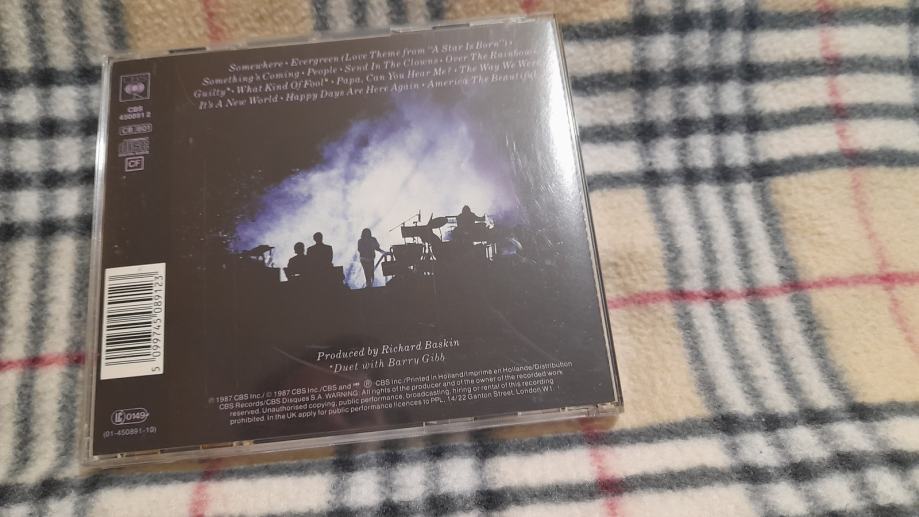 Somewhere • Evergreen (Love Theme from "A Star Is Born") •
Something's Coming • People • Send In The Clowns • Over The Rainbow
Guilty* • What Kind Of Fool* • Papa, Can You Hear Me? • The Way We Were
It's A New World • Happy Days Are Here Again • America The Beautiful
CBS
450891 2
CB 801
CF
Produced by Richard Baskin
*Duet with Barry Gibb
5 099745 089123
℗ 1987 CBS Inc./© 1987 CBS Inc./CBS and ℗ CBS Inc./Printed in Holland/Imprimé en Hollande/Distribution
CBS Records/CBS Disques S.A. WARNING. All rights of the producer and of the owner of the recorded work
reserved. Unauthorised copying, public performance, broadcasting, hiring or rental of this recording
prohibited. In the UK apply for public performance licences to PPL, 14/22 Ganton Street, London W1.
LC 0149
(01-450891-10)